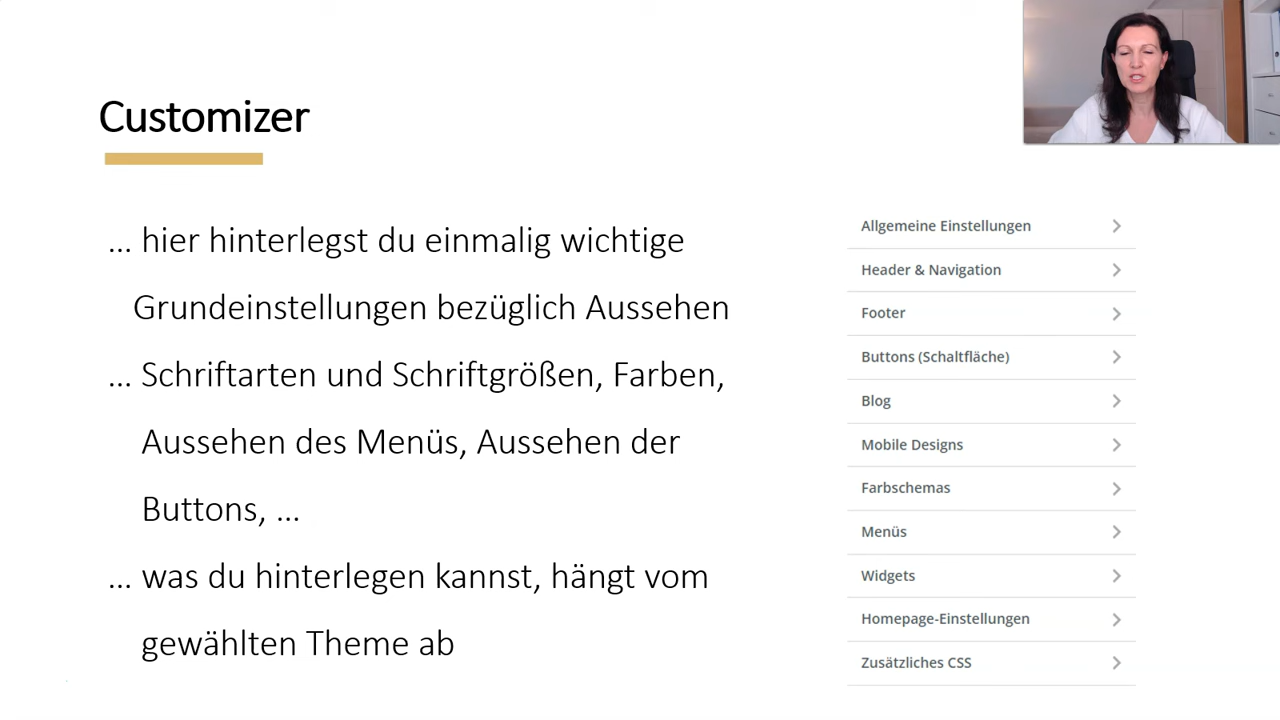 Customizer
... hier hinterlegst du einmalig wichtige
Grundeinstellungen bezüglich Aussehen
... Schriftarten und Schriftgrößen, Farben,
Aussehen des Menüs, Aussehen der
Buttons, ...
... was du hinterlegen kannst, hängt vom
gewählten Theme ab
Allgemeine Einstellungen
Header & Navigation
Footer
Buttons (Schaltfläche)
Blog
Mobile Designs
Farbschemas
Menüs
Widgets
Homepage-Einstellungen
Zusätzliches CSS